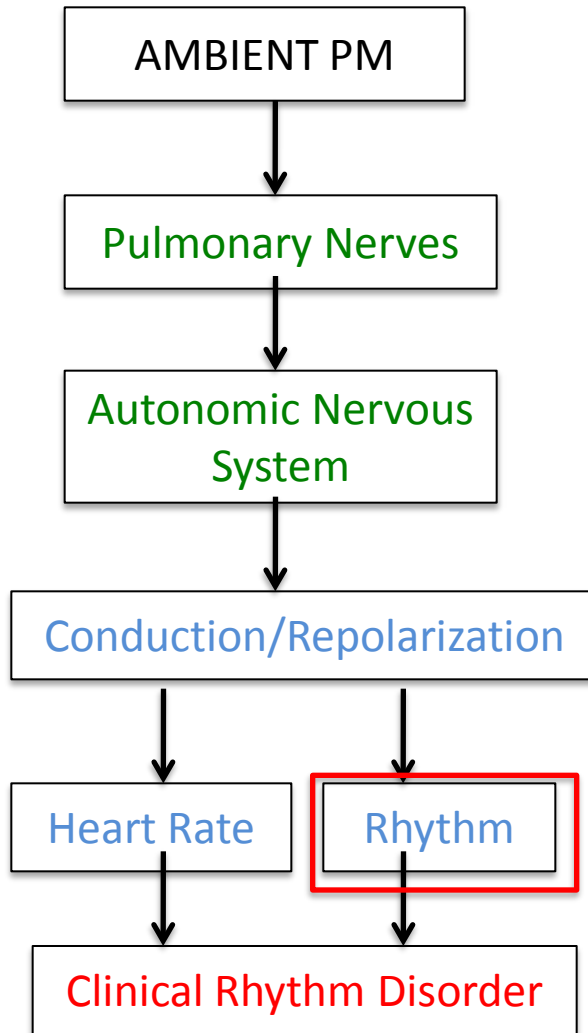 AMBIENT PM
Pulmonary Nerves
Autonomic Nervous
System
Conduction/Repolarization
Heart Rate
Rhythm
Clinical Rhythm Disorder